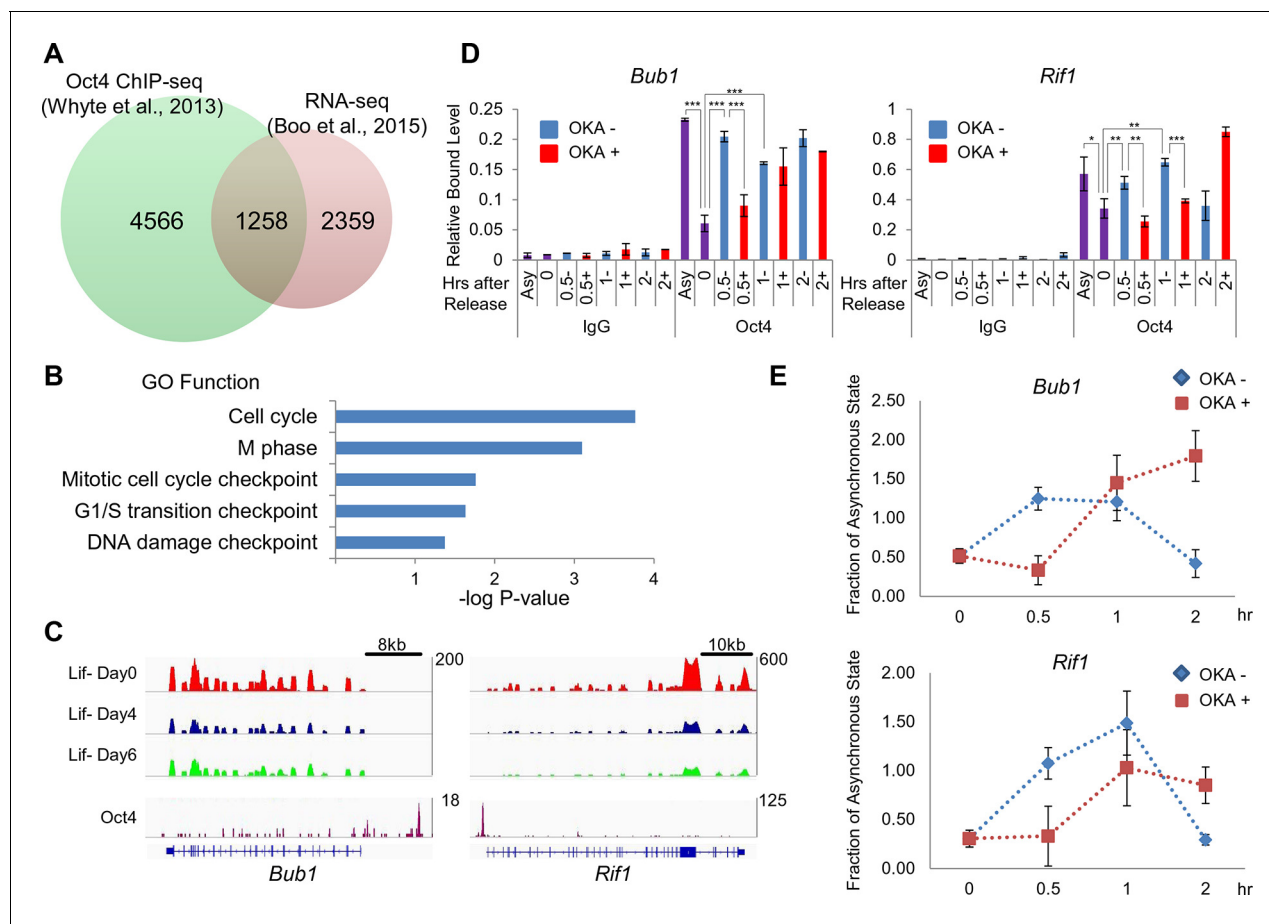 A
Oct4 ChIP-seq
(Whyte et al., 2013)
RNA-seq
(Boo et al., 2015)
4566
1258
2359
B
GO Function
Cell cycle
M phase
Mitotic cell cycle checkpoint
G1/S transition checkpoint
DNA damage checkpoint
1 2 3 4
-log P-value
C
8kb
10kb
200
600
Lif- Day0
Lif- Day4
Lif- Day6
Oct4
18
125
Bub1
Rif1
D
Bub1
Relative Bound Level
0.25
0.2
0.15
0.1
0.05
0
OKA -
OKA +
*** *** ***
***
Hrs after
Release
Asy 0 0.5- 0.5+ 1- 1+ 2- 2+ Asy 0 0.5- 0.5+ 1- 1+ 2- 2+
IgG Oct4
Rif1
1
0.8
0.6
0.4
0.2
0
OKA -
OKA +
**
* ** ** ***
Hrs after
Release
Asy 0 0.5- 0.5+ 1- 1+ 2- 2+ Asy 0 0.5- 0.5+ 1- 1+ 2- 2+
IgG Oct4
E
Bub1
OKA -
OKA +
Fraction of Asynchronous State
2.50
2.00
1.50
1.00
0.50
0.00
0 0.5 1 2 hr
Rif1
OKA -
OKA +
Fraction of Asynchronous State
2.00
1.50
1.00
0.50
0.00
0 0.5 1 2 hr